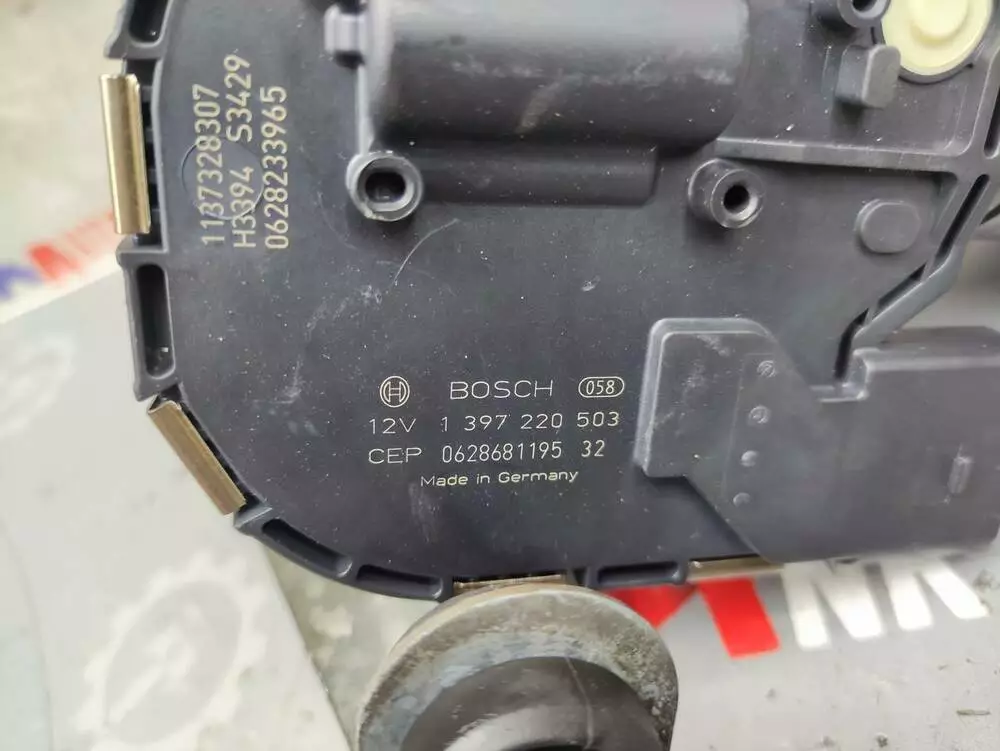 1137328307
H3394 S3429
0628233965
BOSCH 058
12V 1 397 220 503
CEP 0628681195 32
Made in Germany